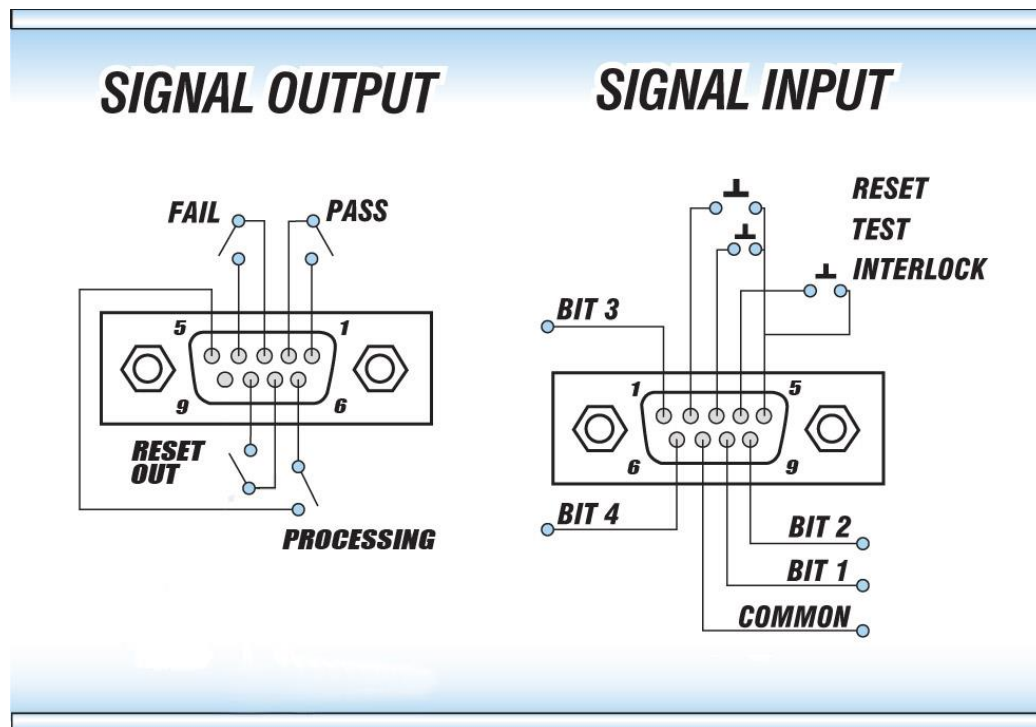 SIGNAL OUTPUT
FAIL
PASS
5
1
9
6
RESET
OUT
PROCESSING
SIGNAL INPUT
RESET
TEST
INTERLOCK
BIT 3
1
5
6
9
BIT 4
BIT 2
BIT 1
COMMON